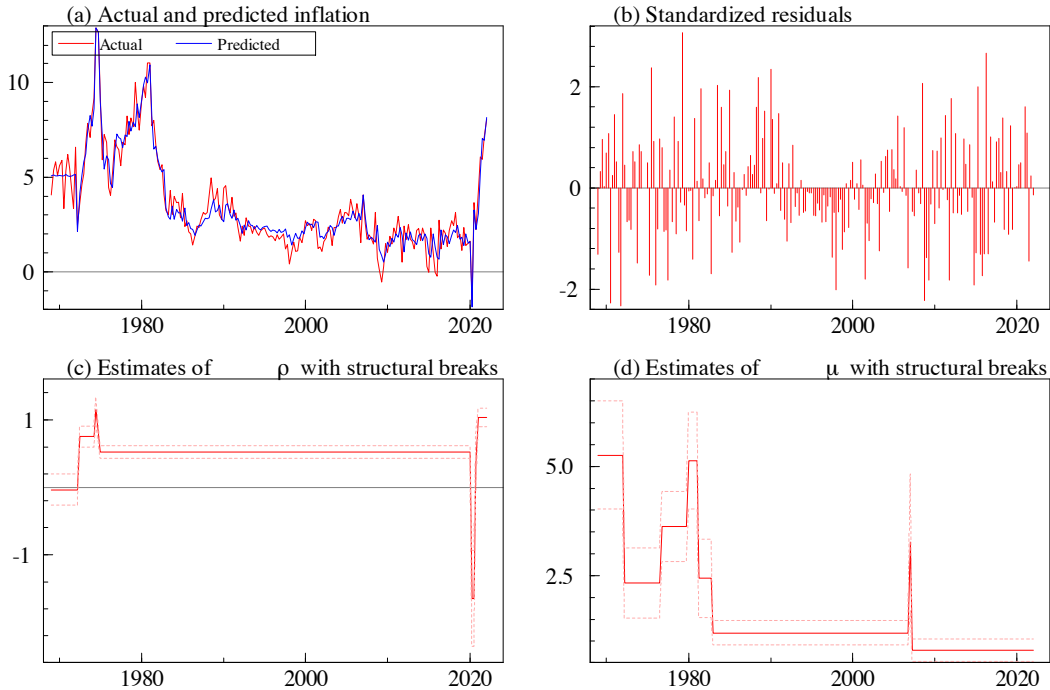 (a) Actual and predicted inflation
Actual Predicted
10
5
0
1980 2000 2020
(b) Standardized residuals
2
0
-2
1980 2000 2020
(c) Estimates of ρ with structural breaks
1
-1
1980 2000 2020
(d) Estimates of μ with structural breaks
5.0
2.5
1980 2000 2020